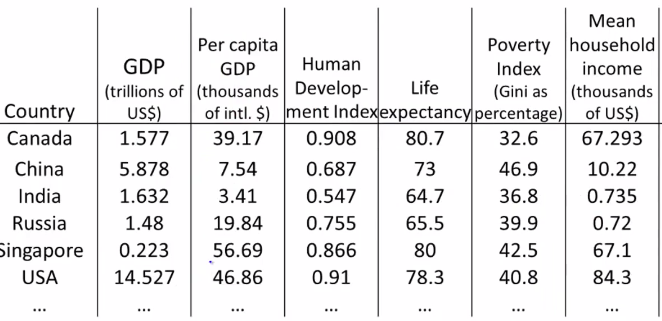 Country | GDP (trillions of US$) | Per capita GDP (thousands of intl. $) | Human Develop-ment Index | Life expectancy | Poverty Index (Gini as percentage) | Mean household income (thousands of US$)
Canada | 1.577 | 39.17 | 0.908 | 80.7 | 32.6 | 67.293
China | 5.878 | 7.54 | 0.687 | 73 | 46.9 | 10.22
India | 1.632 | 3.41 | 0.547 | 64.7 | 36.8 | 0.735
Russia | 1.48 | 19.84 | 0.755 | 65.5 | 39.9 | 0.72
Singapore | 0.223 | 56.69 | 0.866 | 80 | 42.5 | 67.1
USA | 14.527 | 46.86 | 0.91 | 78.3 | 40.8 | 84.3
... | ... | ... | ... | ... | ... | ...